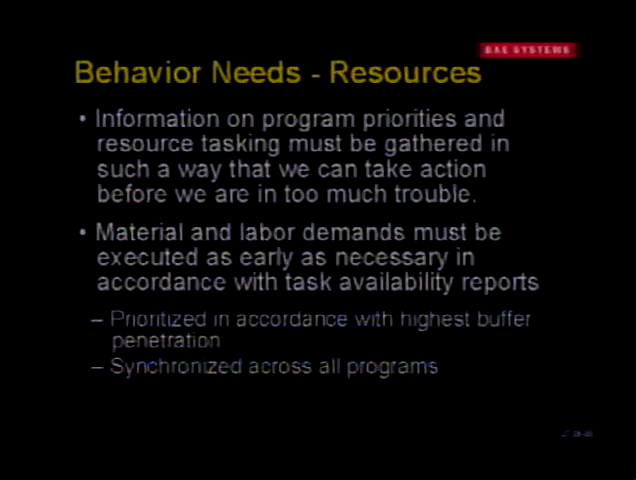 BAE SYSTEMS
Behavior Needs - Resources
• Information on program priorities and
resource tasking must be gathered in
such a way that we can take action
before we are in too much trouble.
• Material and labor demands must be
executed as early as necessary in
accordance with task availability reports
– Prioritized in accordance with highest buffer
penetration
– Synchronized across all programs